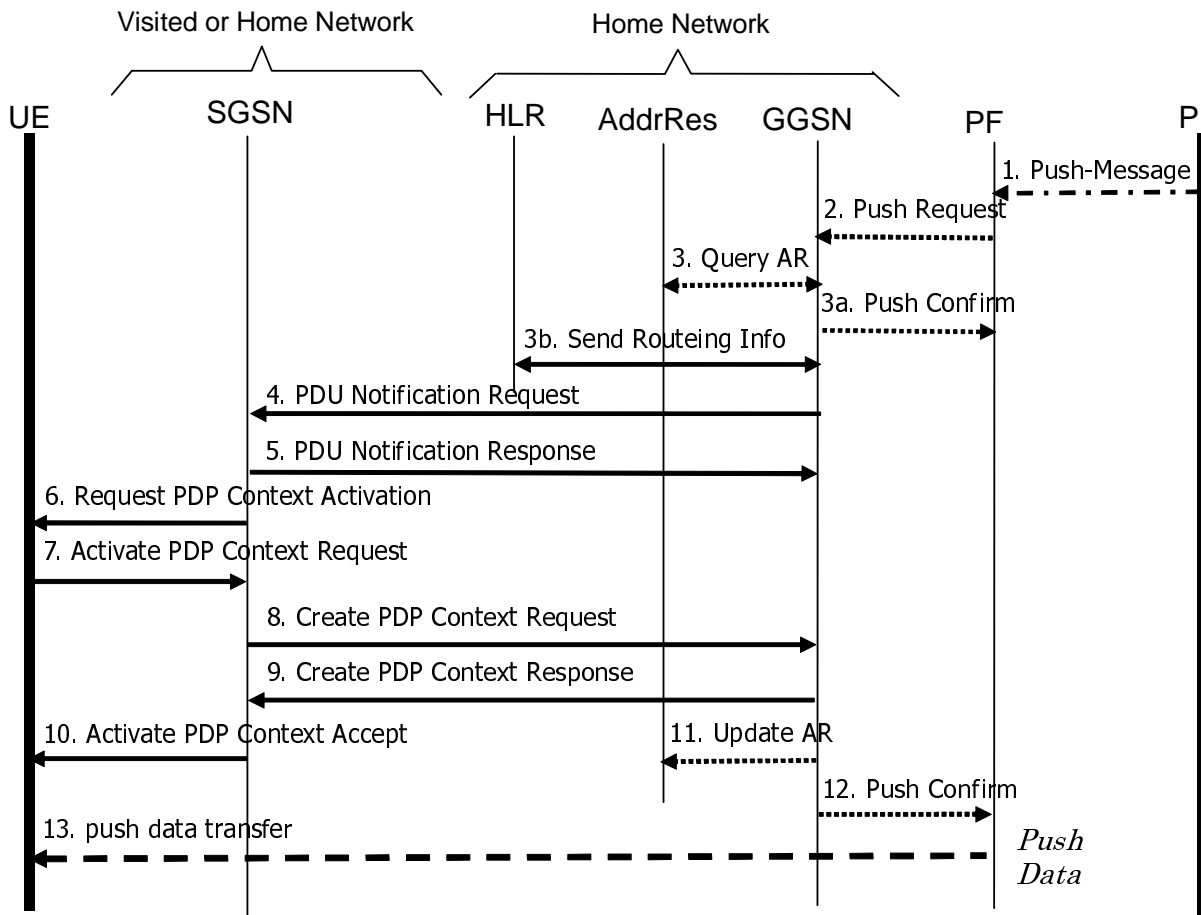 Visited or Home Network
Home Network
UE
SGSN
HLR
AddrRes
GGSN
PF
P
1. Push-Message
2. Push Request
3. Query AR
3a. Push Confirm
3b. Send Routeing Info
4. PDU Notification Request
5. PDU Notification Response
6. Request PDP Context Activation
7. Activate PDP Context Request
8. Create PDP Context Request
9. Create PDP Context Response
10. Activate PDP Context Accept
11. Update AR
12. Push Confirm
13. push data transfer
Push
Data